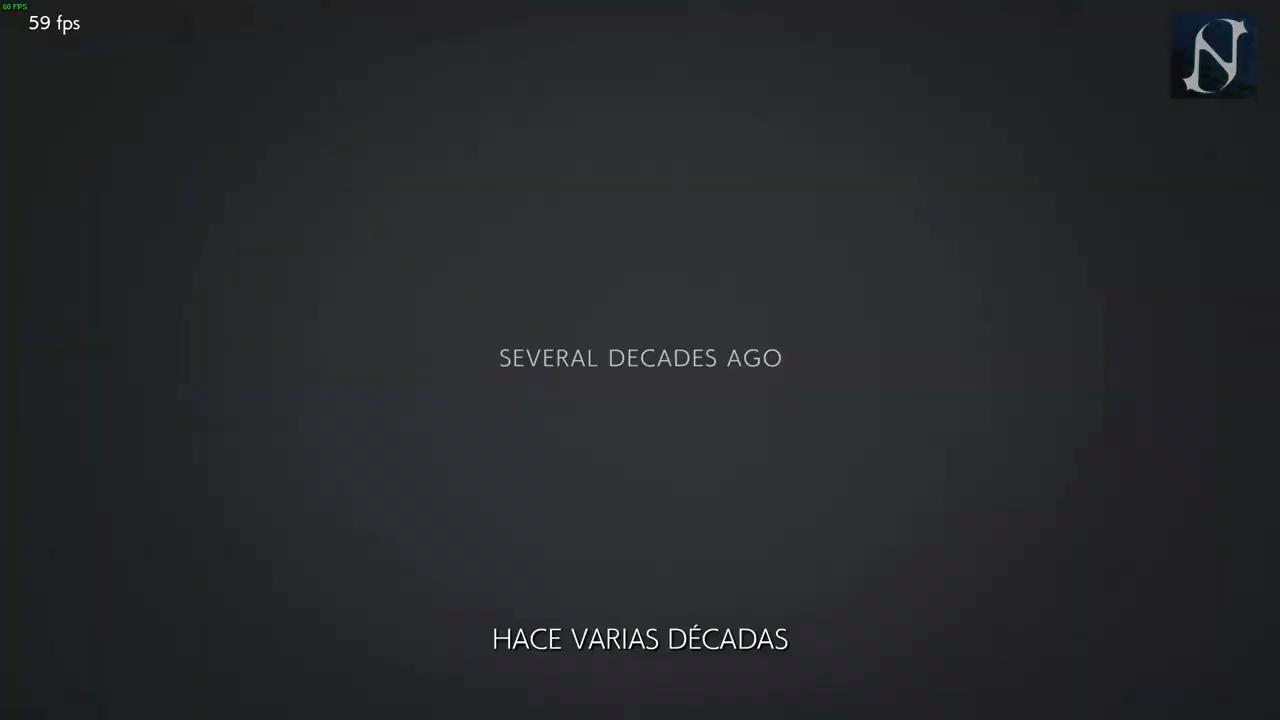 60 FPS
59 fps
N
SEVERAL DECADES AGO
HACE VARIAS DÉCADAS